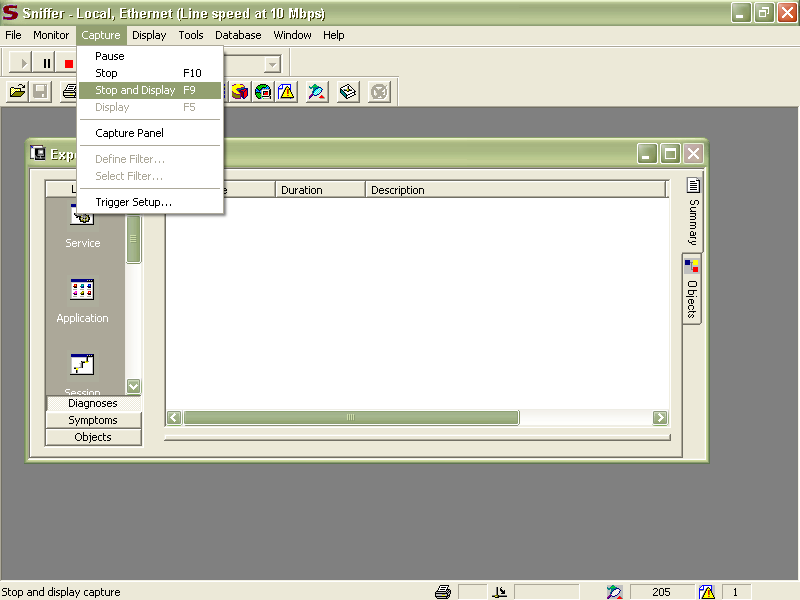 Sniffer - Local, Ethernet (Line speed at 10 Mbps)
File Monitor Capture Display Tools Database Window Help
Pause
Stop F10
Stop and Display F9
Display F5
Capture Panel
Define Filter...
Select Filter...
Trigger Setup...
Duration Description
Service
Application
Session
Diagnoses
Symptoms
Objects
Summary
Objects
Stop and display capture 205 1